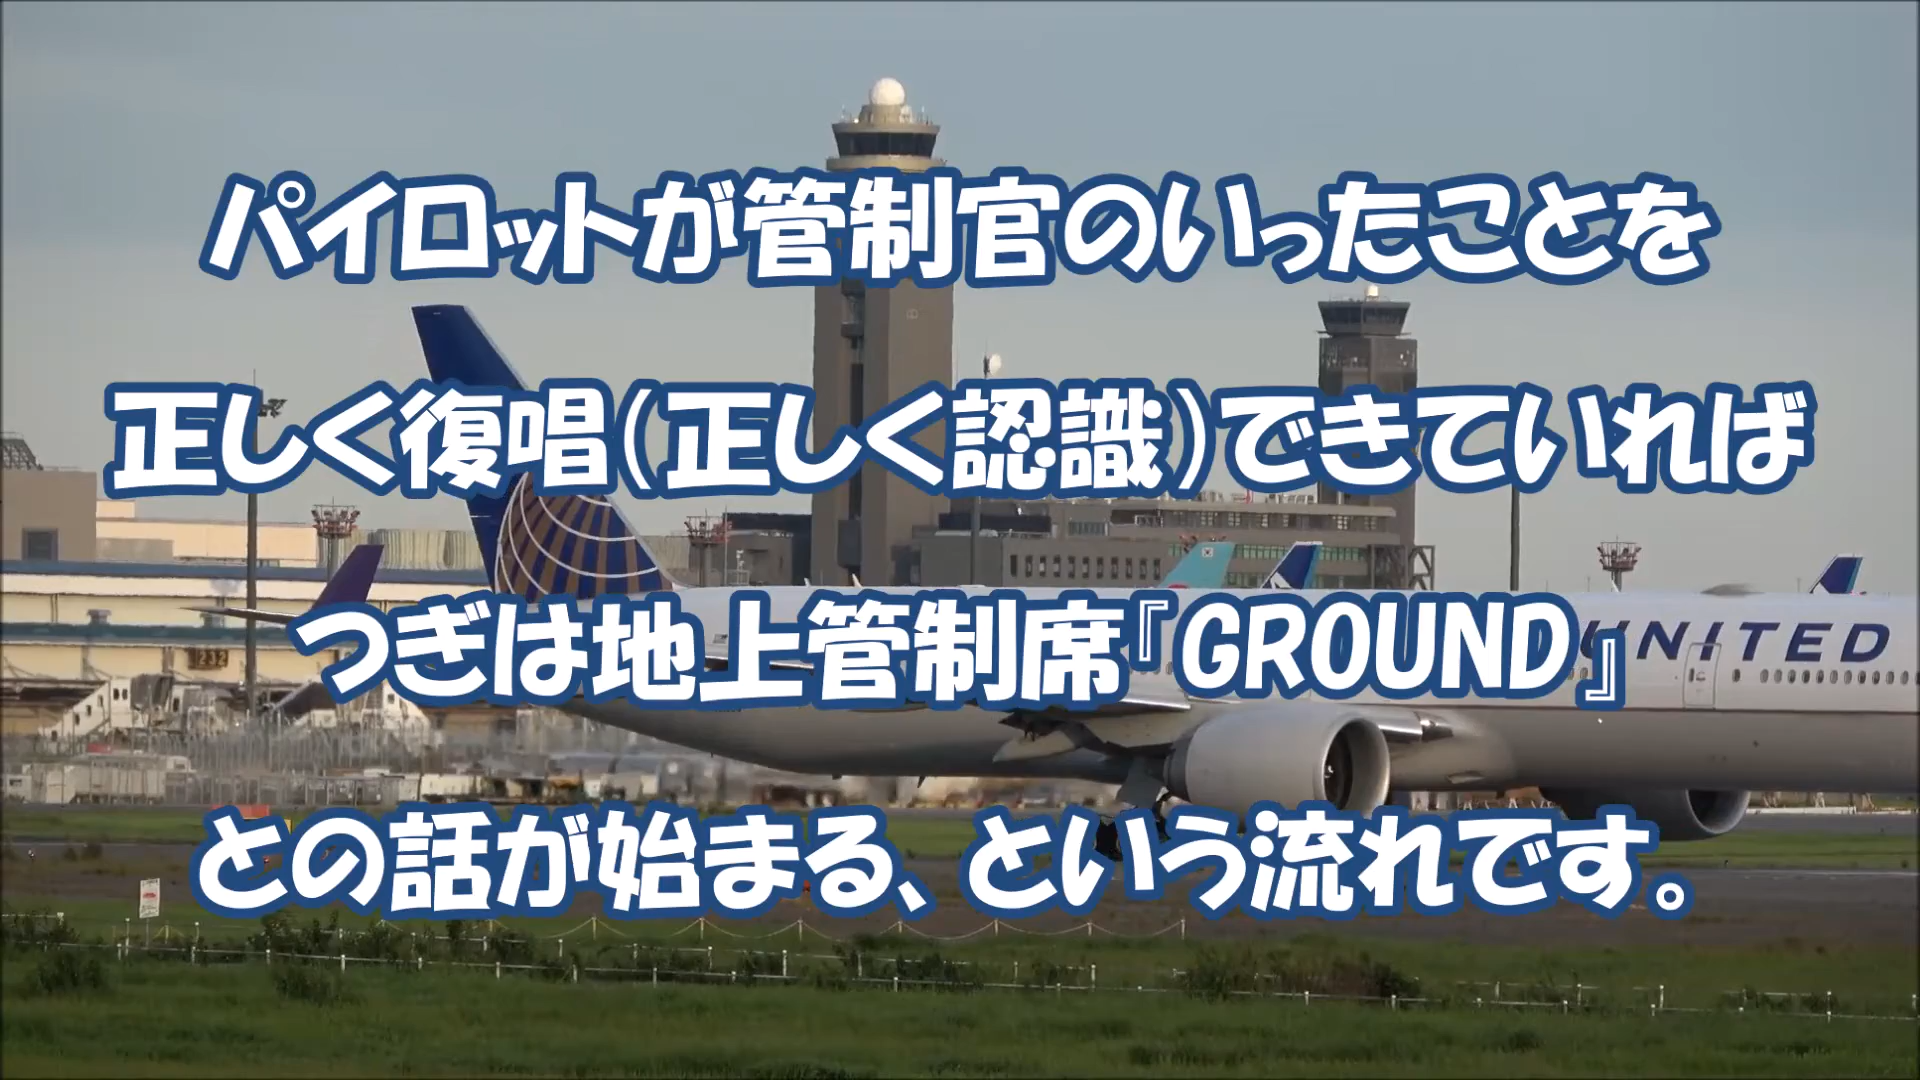 パイロットが管制官のいったことを
正しく復唱(正しく認識)できていれば
つぎは地上管制席『GROUND』
との話が始まる、という流れです。
UNITED
232